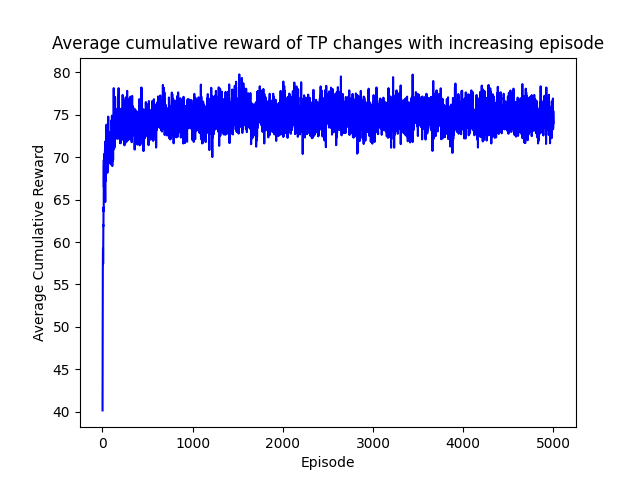 Average cumulative reward of TP changes with increasing episode
80
75
70
65
60
55
50
45
40
Average Cumulative Reward
0 1000 2000 3000 4000 5000
Episode